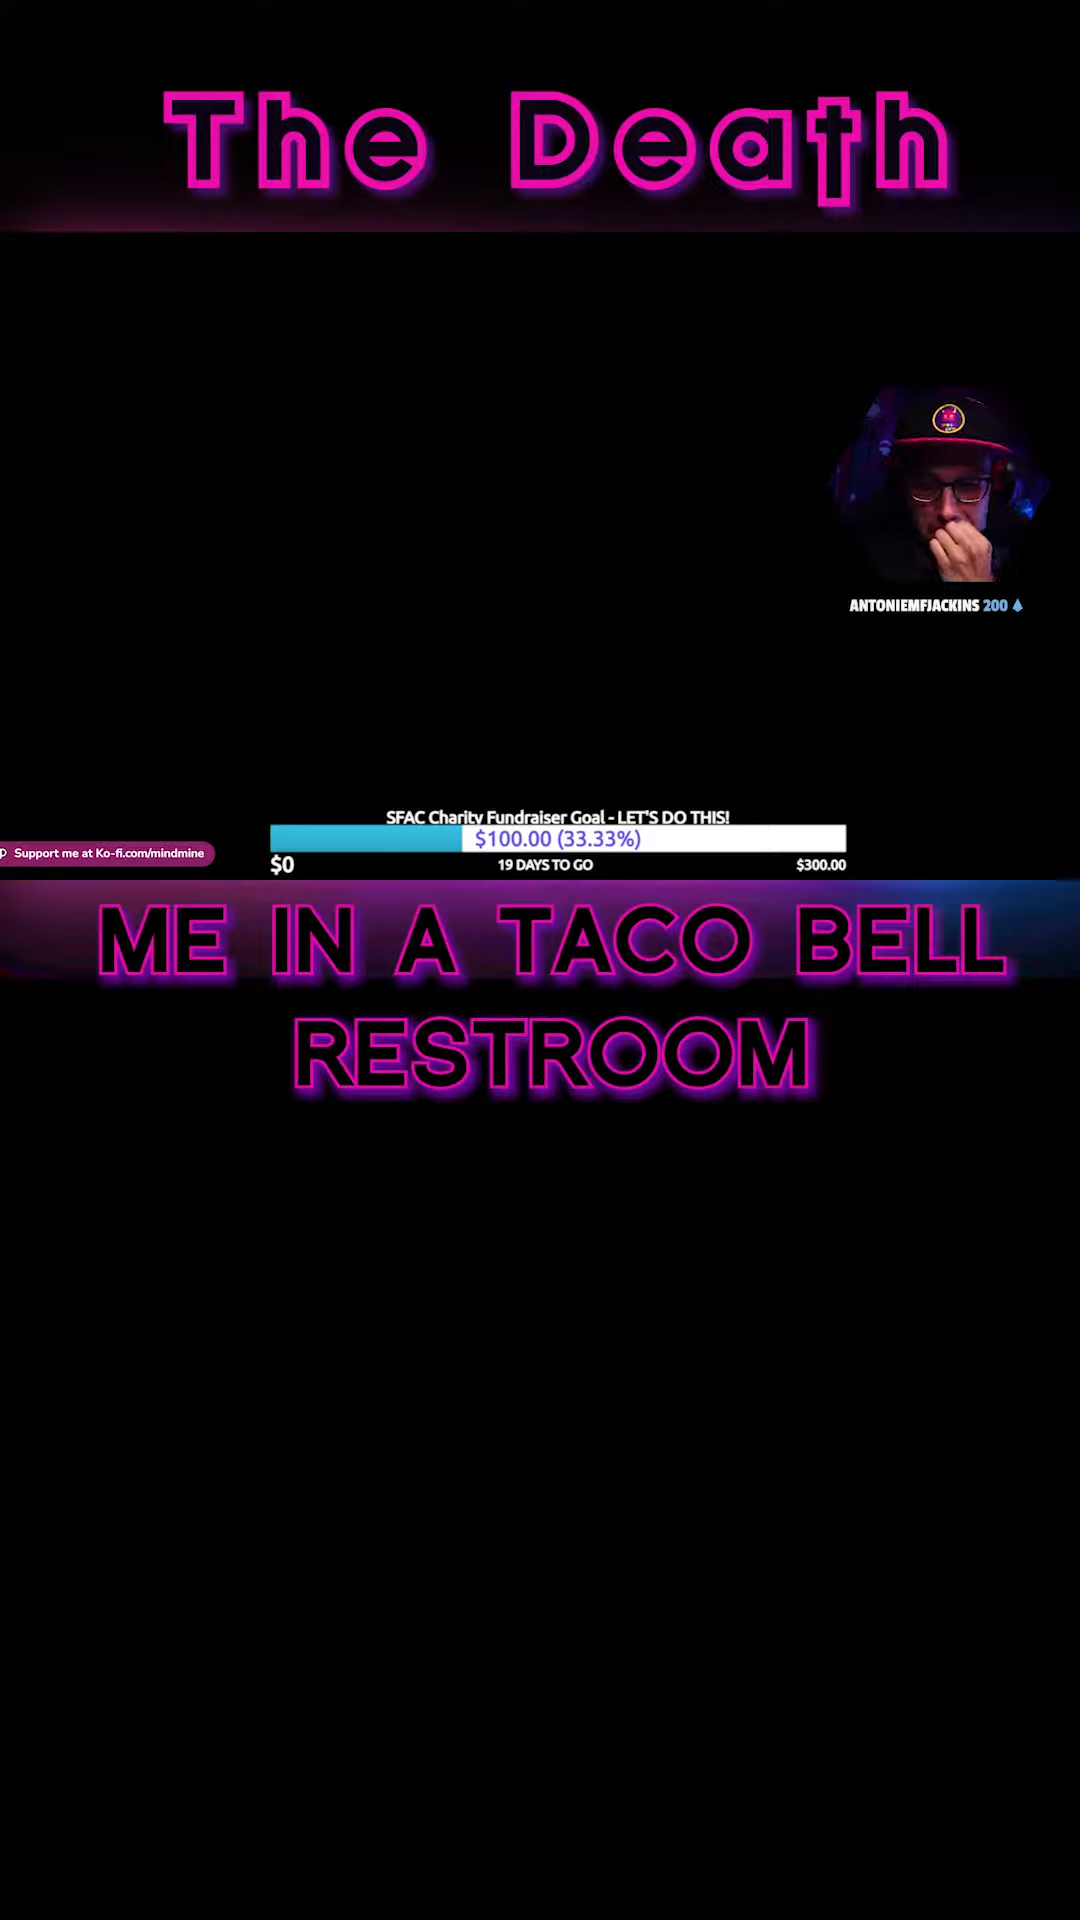 The Death
ANTONIEMFJACKINS 200
SFAC Charity Fundraiser Goal - LET'S DO THIS!
$100.00 (33.33%)
Support me at Ko-fi.com/mindmine
$0 19 DAYS TO GO $300.00
ME IN A TACO BELL
RESTROOM